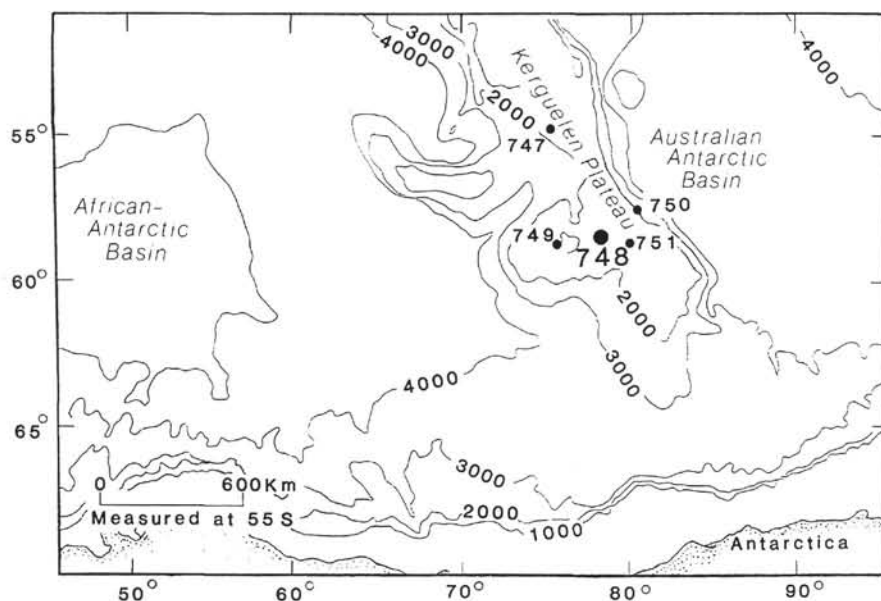 3000
4000
4000
Kerguelen Plateau
2000
55°
747
Australian
Antarctic
Basin
African-
Antarctic
Basin
750
749
748
751
60°
2000
3000
4000
65°
3000
0 600Km
2000
Measured at 55S
1000
Antarctica
50° 60° 70° 80° 90°